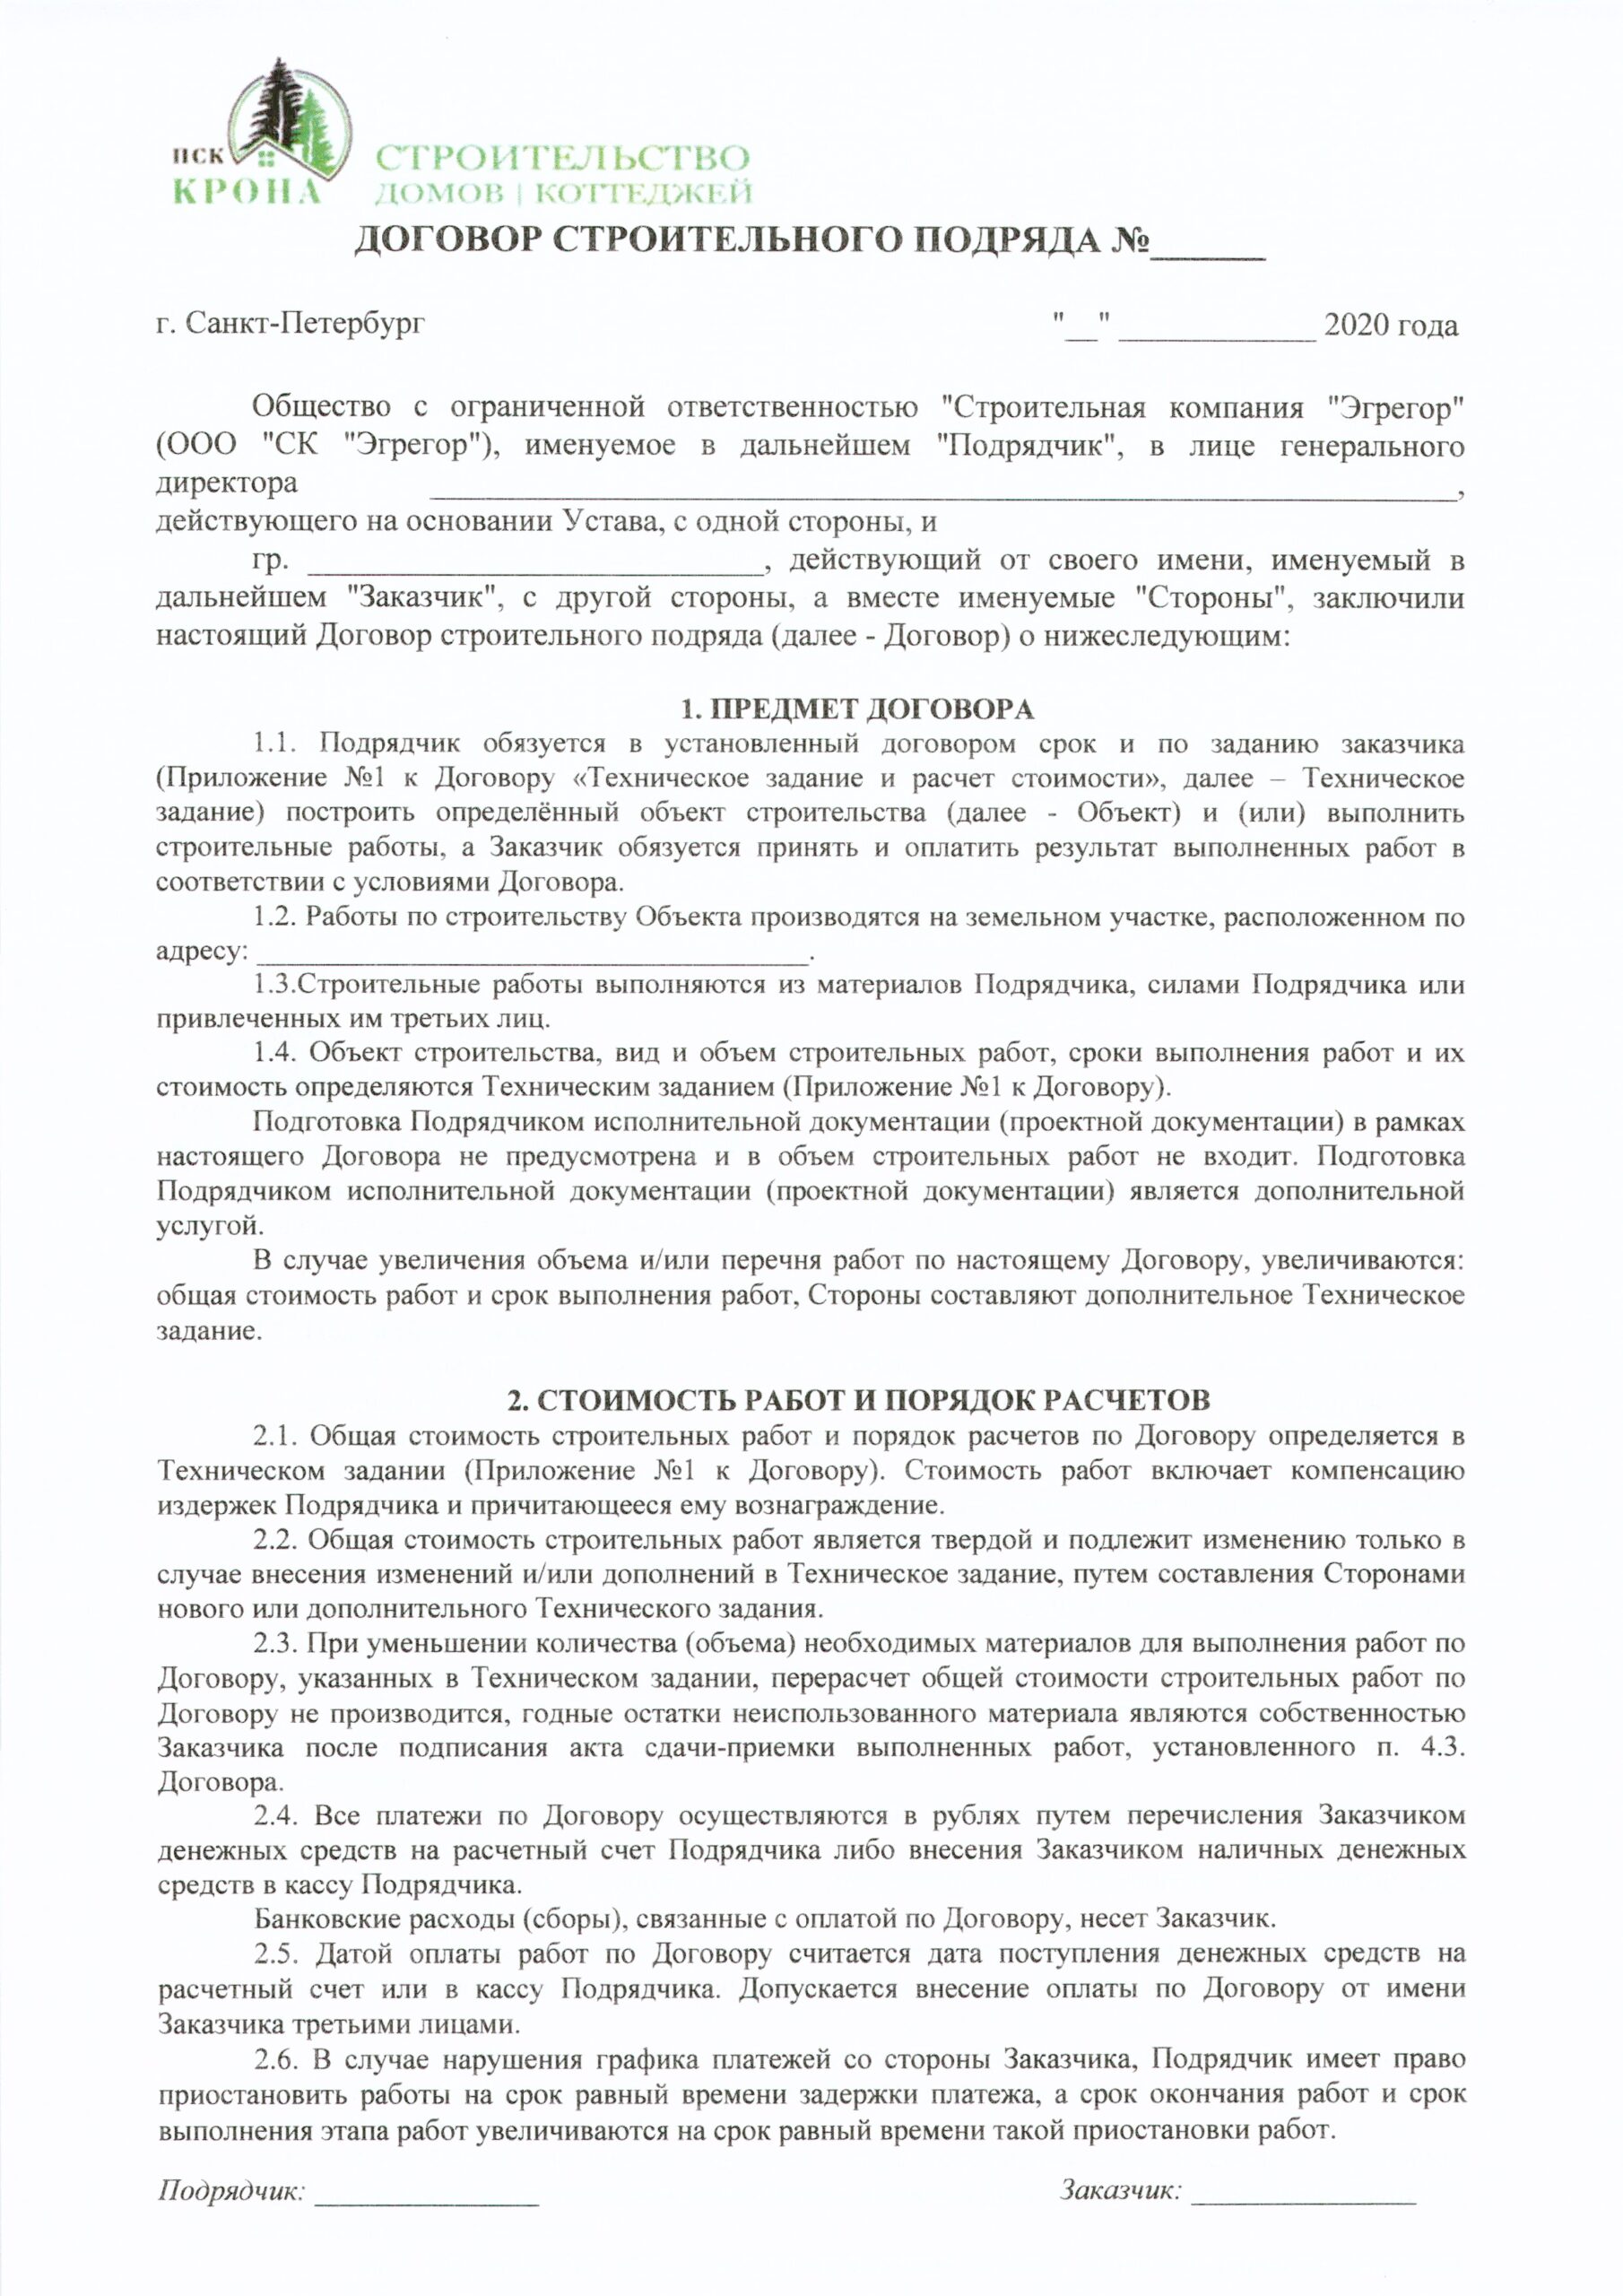 ПСК
КРОНА
СТРОИТЕЛЬСТВО
ДОМОВ | КОТТЕДЖЕЙ
ДОГОВОР СТРОИТЕЛЬНОГО ПОДРЯДА №______
г. Санкт-Петербург "__" ____________ 2020 года
Общество с ограниченной ответственностью "Строительная компания "Эгрегор"
(ООО "СК "Эгрегор"), именуемое в дальнейшем "Подрядчик", в лице генерального
директора ________________________________________________________________,
действующего на основании Устава, с одной стороны, и
гр. ____________________________, действующий от своего имени, именуемый в
дальнейшем "Заказчик", с другой стороны, а вместе именуемые "Стороны", заключили
настоящий Договор строительного подряда (далее - Договор) о нижеследующим:
1. ПРЕДМЕТ ДОГОВОРА
1.1. Подрядчик обязуется в установленный договором срок и по заданию заказчика
(Приложение №1 к Договору «Техническое задание и расчет стоимости», далее – Техническое
задание) построить определённый объект строительства (далее - Объект) и (или) выполнить
строительные работы, а Заказчик обязуется принять и оплатить результат выполненных работ в
соответствии с условиями Договора.
1.2. Работы по строительству Объекта производятся на земельном участке, расположенном по
адресу: ____________________________________.
1.3.Строительные работы выполняются из материалов Подрядчика, силами Подрядчика или
привлеченных им третьих лиц.
1.4. Объект строительства, вид и объем строительных работ, сроки выполнения работ и их
стоимость определяются Техническим заданием (Приложение №1 к Договору).
Подготовка Подрядчиком исполнительной документации (проектной документации) в рамках
настоящего Договора не предусмотрена и в объем строительных работ не входит. Подготовка
Подрядчиком исполнительной документации (проектной документации) является дополнительной
услугой.
В случае увеличения объема и/или перечня работ по настоящему Договору, увеличиваются:
общая стоимость работ и срок выполнения работ, Стороны составляют дополнительное Техническое
задание.
2. СТОИМОСТЬ РАБОТ И ПОРЯДОК РАСЧЕТОВ
2.1. Общая стоимость строительных работ и порядок расчетов по Договору определяется в
Техническом задании (Приложение №1 к Договору). Стоимость работ включает компенсацию
издержек Подрядчика и причитающееся ему вознаграждение.
2.2. Общая стоимость строительных работ является твердой и подлежит изменению только в
случае внесения изменений и/или дополнений в Техническое задание, путем составления Сторонами
нового или дополнительного Технического задания.
2.3. При уменьшении количества (объема) необходимых материалов для выполнения работ по
Договору, указанных в Техническом задании, перерасчет общей стоимости строительных работ по
Договору не производится, годные остатки неиспользованного материала являются собственностью
Заказчика после подписания акта сдачи-приемки выполненных работ, установленного п. 4.3.
Договора.
2.4. Все платежи по Договору осуществляются в рублях путем перечисления Заказчиком
денежных средств на расчетный счет Подрядчика либо внесения Заказчиком наличных денежных
средств в кассу Подрядчика.
Банковские расходы (сборы), связанные с оплатой по Договору, несет Заказчик.
2.5. Датой оплаты работ по Договору считается дата поступления денежных средств на
расчетный счет или в кассу Подрядчика. Допускается внесение оплаты по Договору от имени
Заказчика третьими лицами.
2.6. В случае нарушения графика платежей со стороны Заказчика, Подрядчик имеет право
приостановить работы на срок равный времени задержки платежа, а срок окончания работ и срок
выполнения этапа работ увеличиваются на срок равный времени такой приостановки работ.
Подрядчик: _______________ Заказчик: _______________